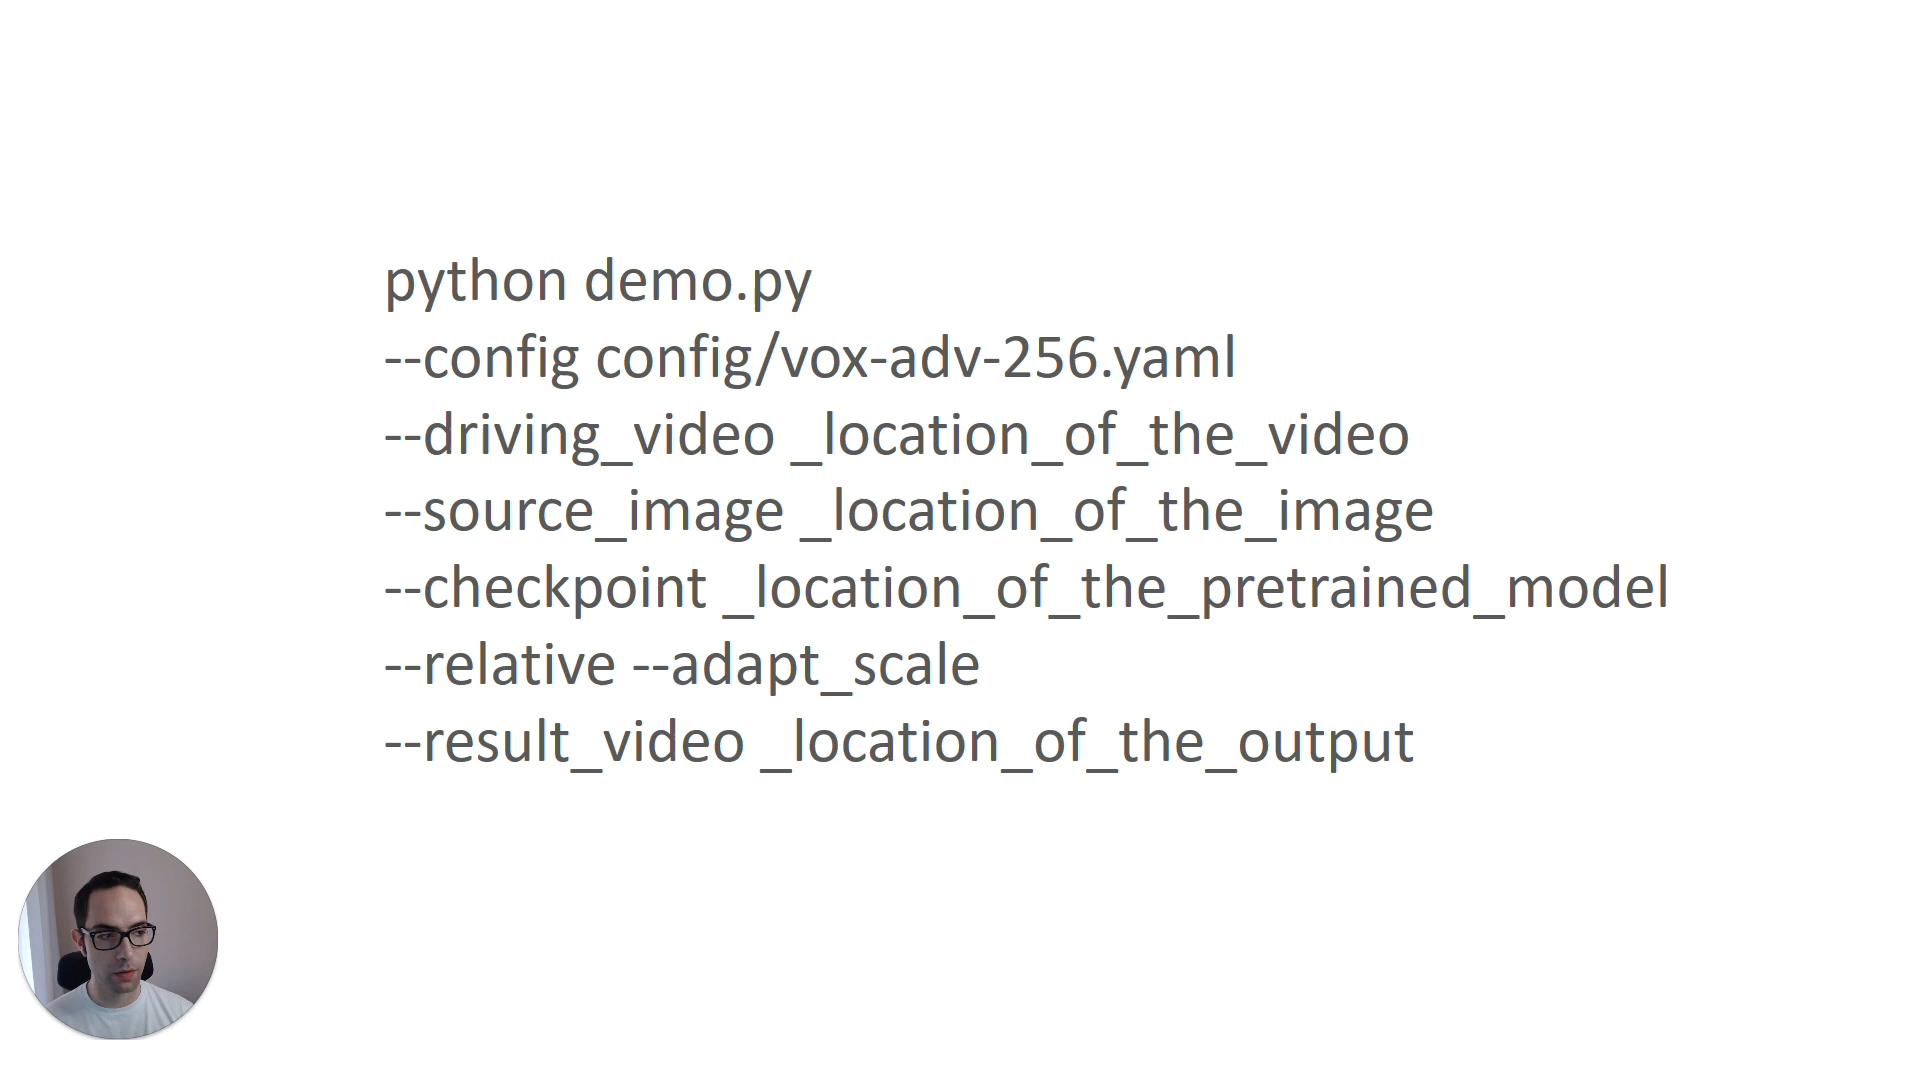 python demo.py
--config config/vox-adv-256.yaml
--driving_video _location_of_the_video
--source_image _location_of_the_image
--checkpoint _location_of_the_pretrained_model
--relative --adapt_scale
--result_video _location_of_the_output